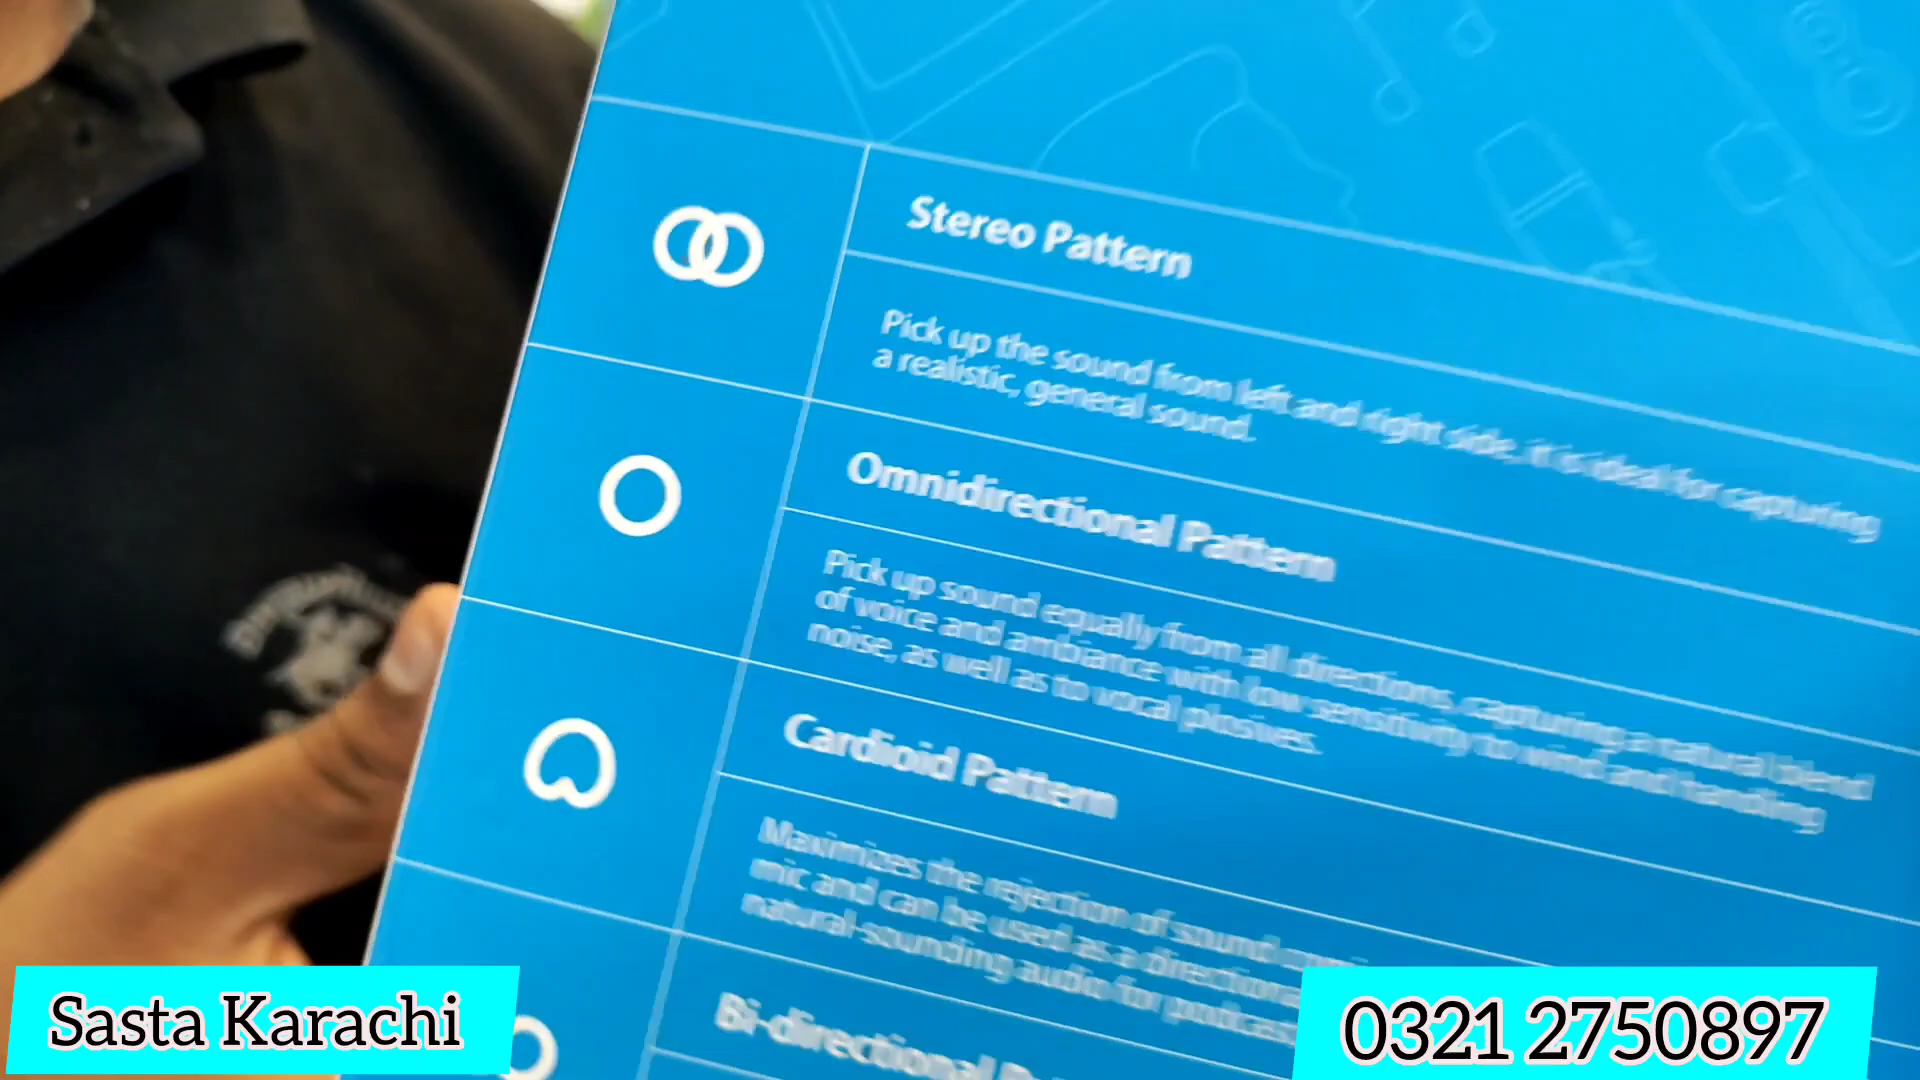 Stereo Pattern
Pick up the sound from left and right side, it is ideal for capturing
a realistic, general sound.
Omnidirectional Pattern
Pick up sound equally from all directions, capturing a natural blend
of voice and ambiance with low sensitivity to wind and handling
noise, as well as to vocal plosives.
Cardioid Pattern
Maximizes the rejection of sound
mic and can be used as a directional
natural-sounding audio for podcast
Bi-directional
Sasta Karachi
0321 2750897